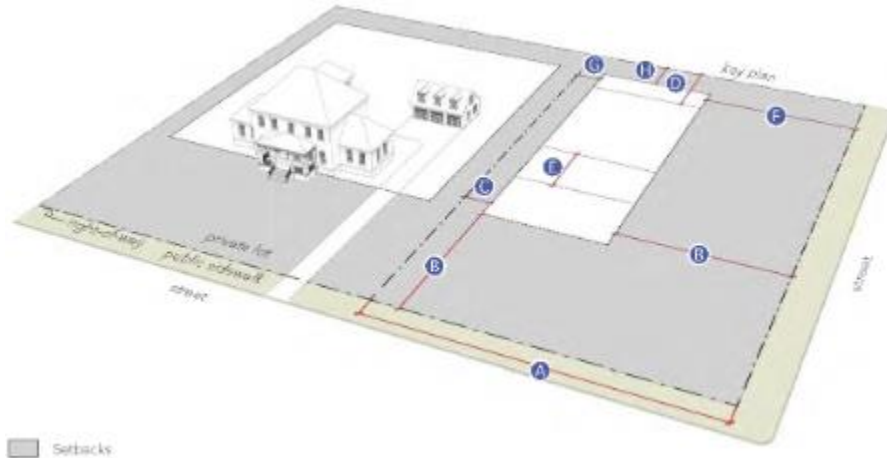 G
H
D
key plan
F
E
C
B
B
right-of-way
private lot
public sidewalk
street
street
A
Setbacks